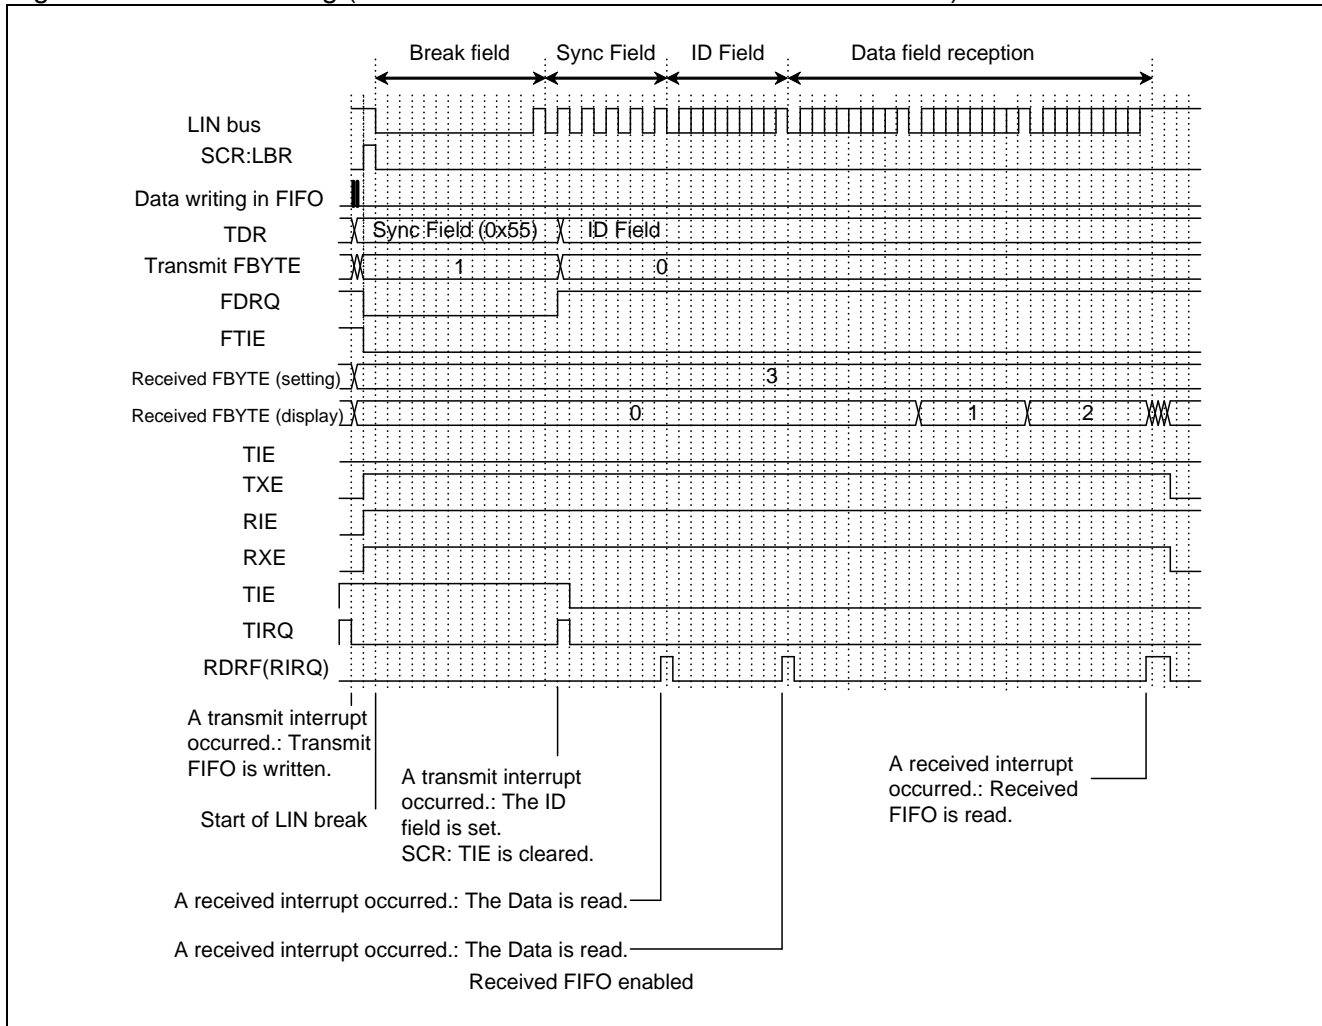 Break field Sync Field ID Field Data field reception
LIN bus
SCR:LBR
Data writing in FIFO
TDR Sync Field (0x55) ID Field
Transmit FBYTE 1 0
FDRQ
FTIE
Received FBYTE (setting) 3
Received FBYTE (display) 0 1 2
TIE
TXE
RIE
RXE
TIE
TIRQ
RDRF(RIRQ)
A transmit interrupt
occurred.: Transmit
FIFO is written.
Start of LIN break
A transmit interrupt
occurred.: The ID
field is set.
SCR: TIE is cleared.
A received interrupt
occurred.: Received
FIFO is read.
A received interrupt occurred.: The Data is read.
A received interrupt occurred.: The Data is read.
Received FIFO enabled